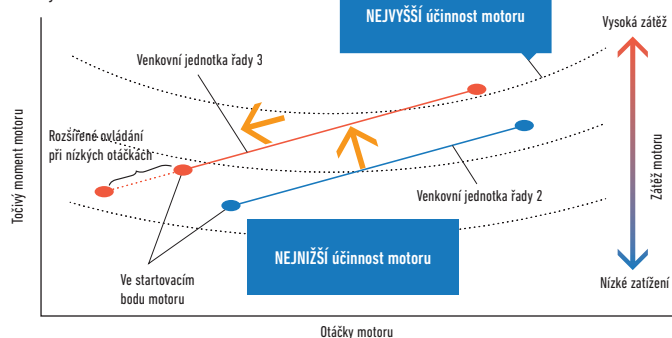 NEJVYŠŠÍ účinnost motoru
Vysoká zátěž
Venkovní jednotka řady 3
Rozšířené ovládání
při nízkých otáčkách
Točivý moment motoru
Zátěž motoru
Venkovní jednotka řady 2
NEJNIŽŠÍ účinnost motoru
Ve startovacím
bodu motoru
Nízké zatížení
Otáčky motoru